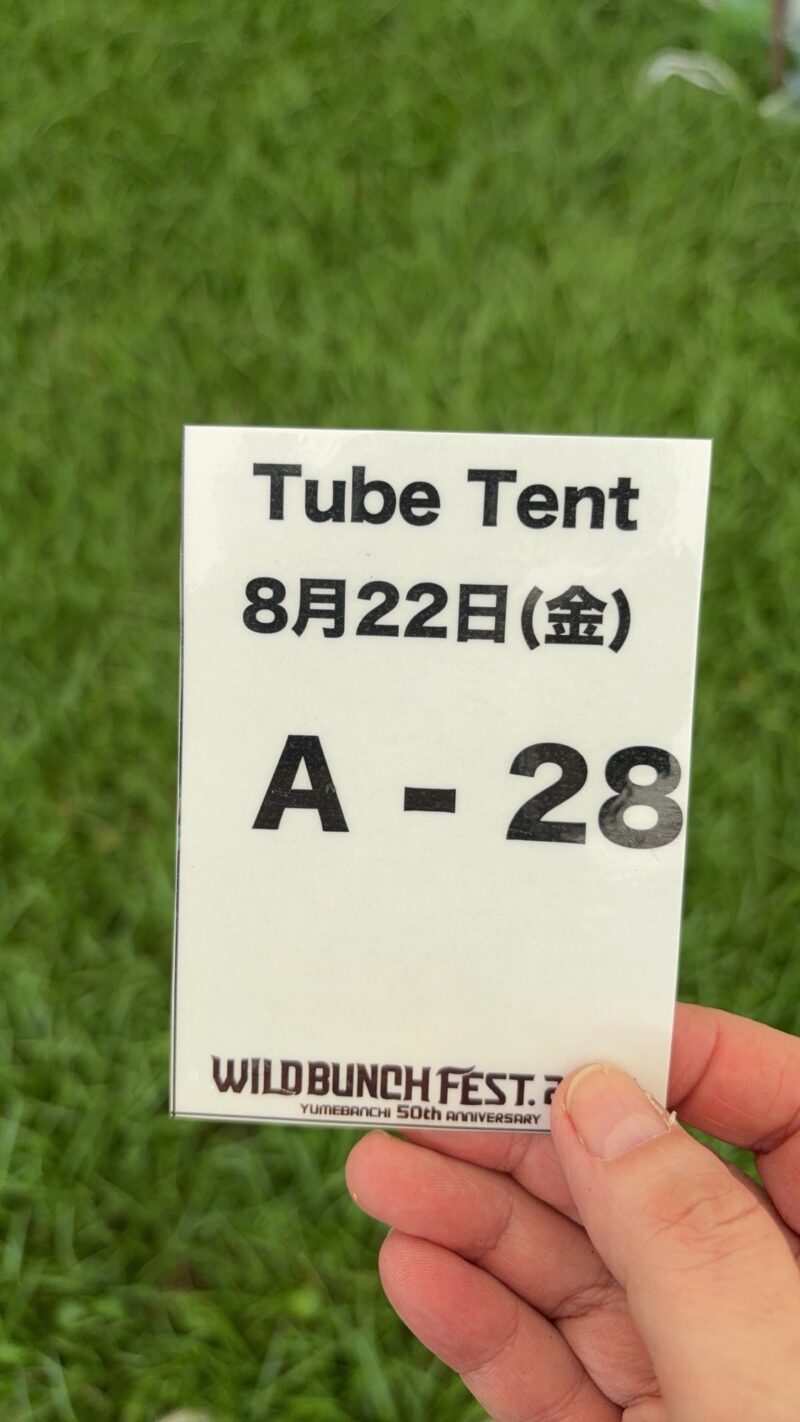 Tube Tent
8月22日(金)
A - 28
WILD BUNCH FEST.
YUMEBANCHI 50th ANNIVERSARY